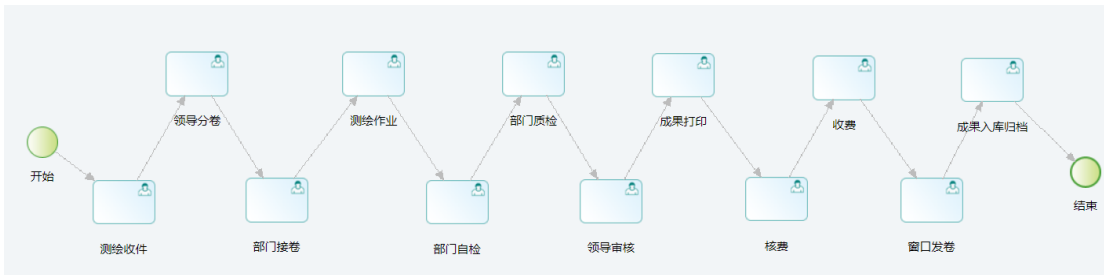 开始
测绘收件
领导分卷
部门接卷
测绘作业
部门自检
部门质检
领导审核
成果打印
核费
收费
窗口发卷
成果入库归档
结束